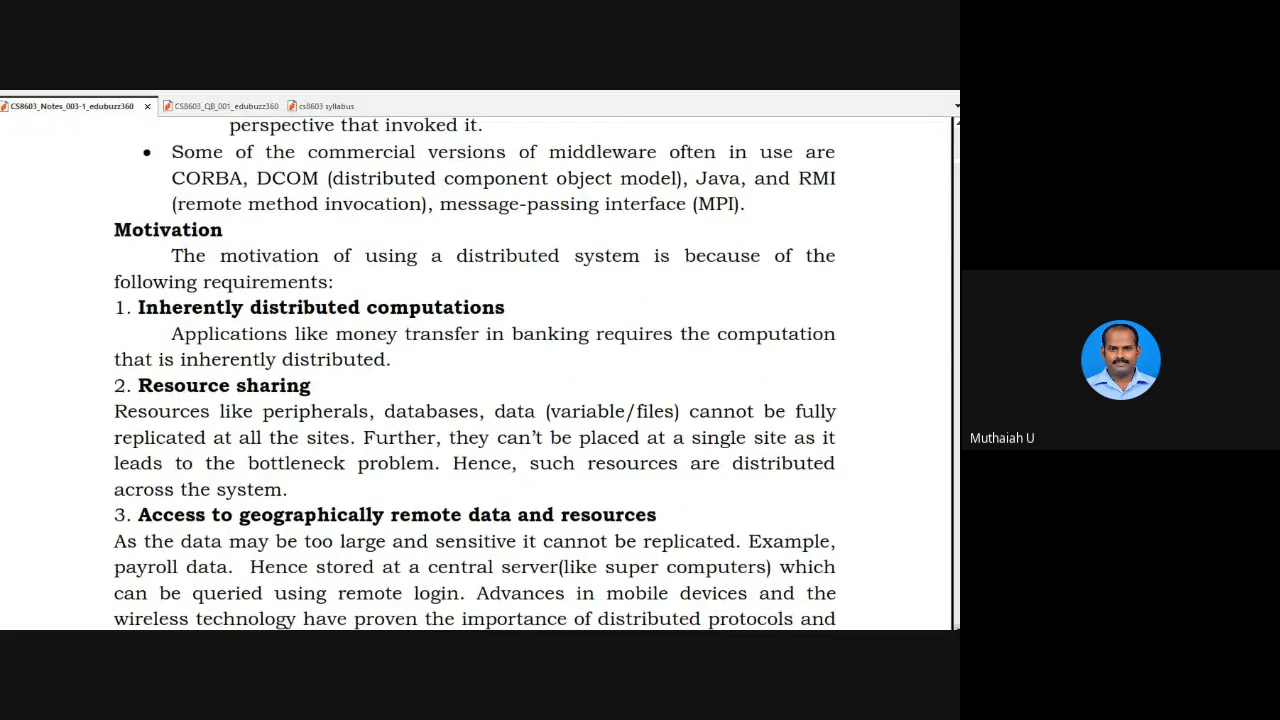 CS8603_Notes_003-1_edubuzz360 × CS8603_QB_001_edubuzz360 cs8603 syllabus
perspective that invoked it.
• Some of the commercial versions of middleware often in use are
CORBA, DCOM (distributed component object model), Java, and RMI
(remote method invocation), message-passing interface (MPI).
Motivation
The motivation of using a distributed system is because of the
following requirements:
1. Inherently distributed computations
Applications like money transfer in banking requires the computation
that is inherently distributed.
2. Resource sharing
Resources like peripherals, databases, data (variable/files) cannot be fully
replicated at all the sites. Further, they can’t be placed at a single site as it
leads to the bottleneck problem. Hence, such resources are distributed
across the system.
3. Access to geographically remote data and resources
As the data may be too large and sensitive it cannot be replicated. Example,
payroll data. Hence stored at a central server(like super computers) which
can be queried using remote login. Advances in mobile devices and the
wireless technology have proven the importance of distributed protocols and
Muthaiah U